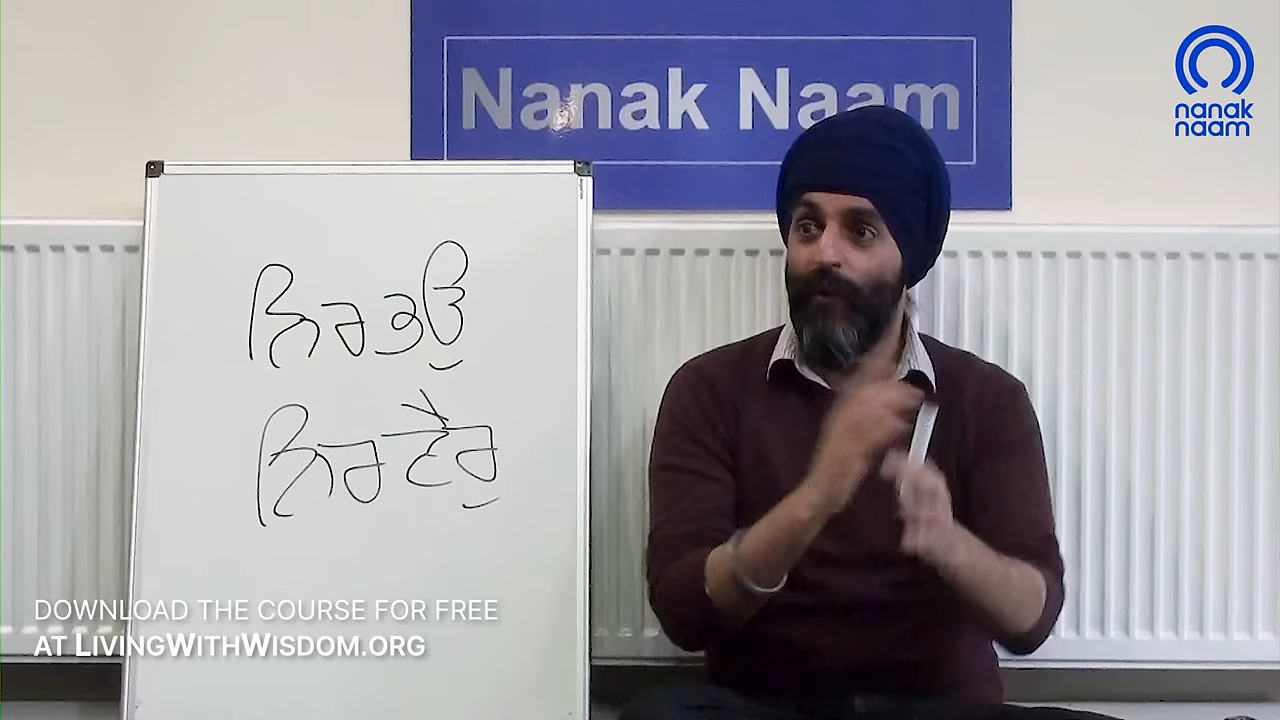 Nanak Naam
nanak
naam
ਨਿਰਭਉ
ਨਿਰਵੈਰੁ
DOWNLOAD THE COURSE FOR FREE
AT LIVINGWITHWISDOM.ORG